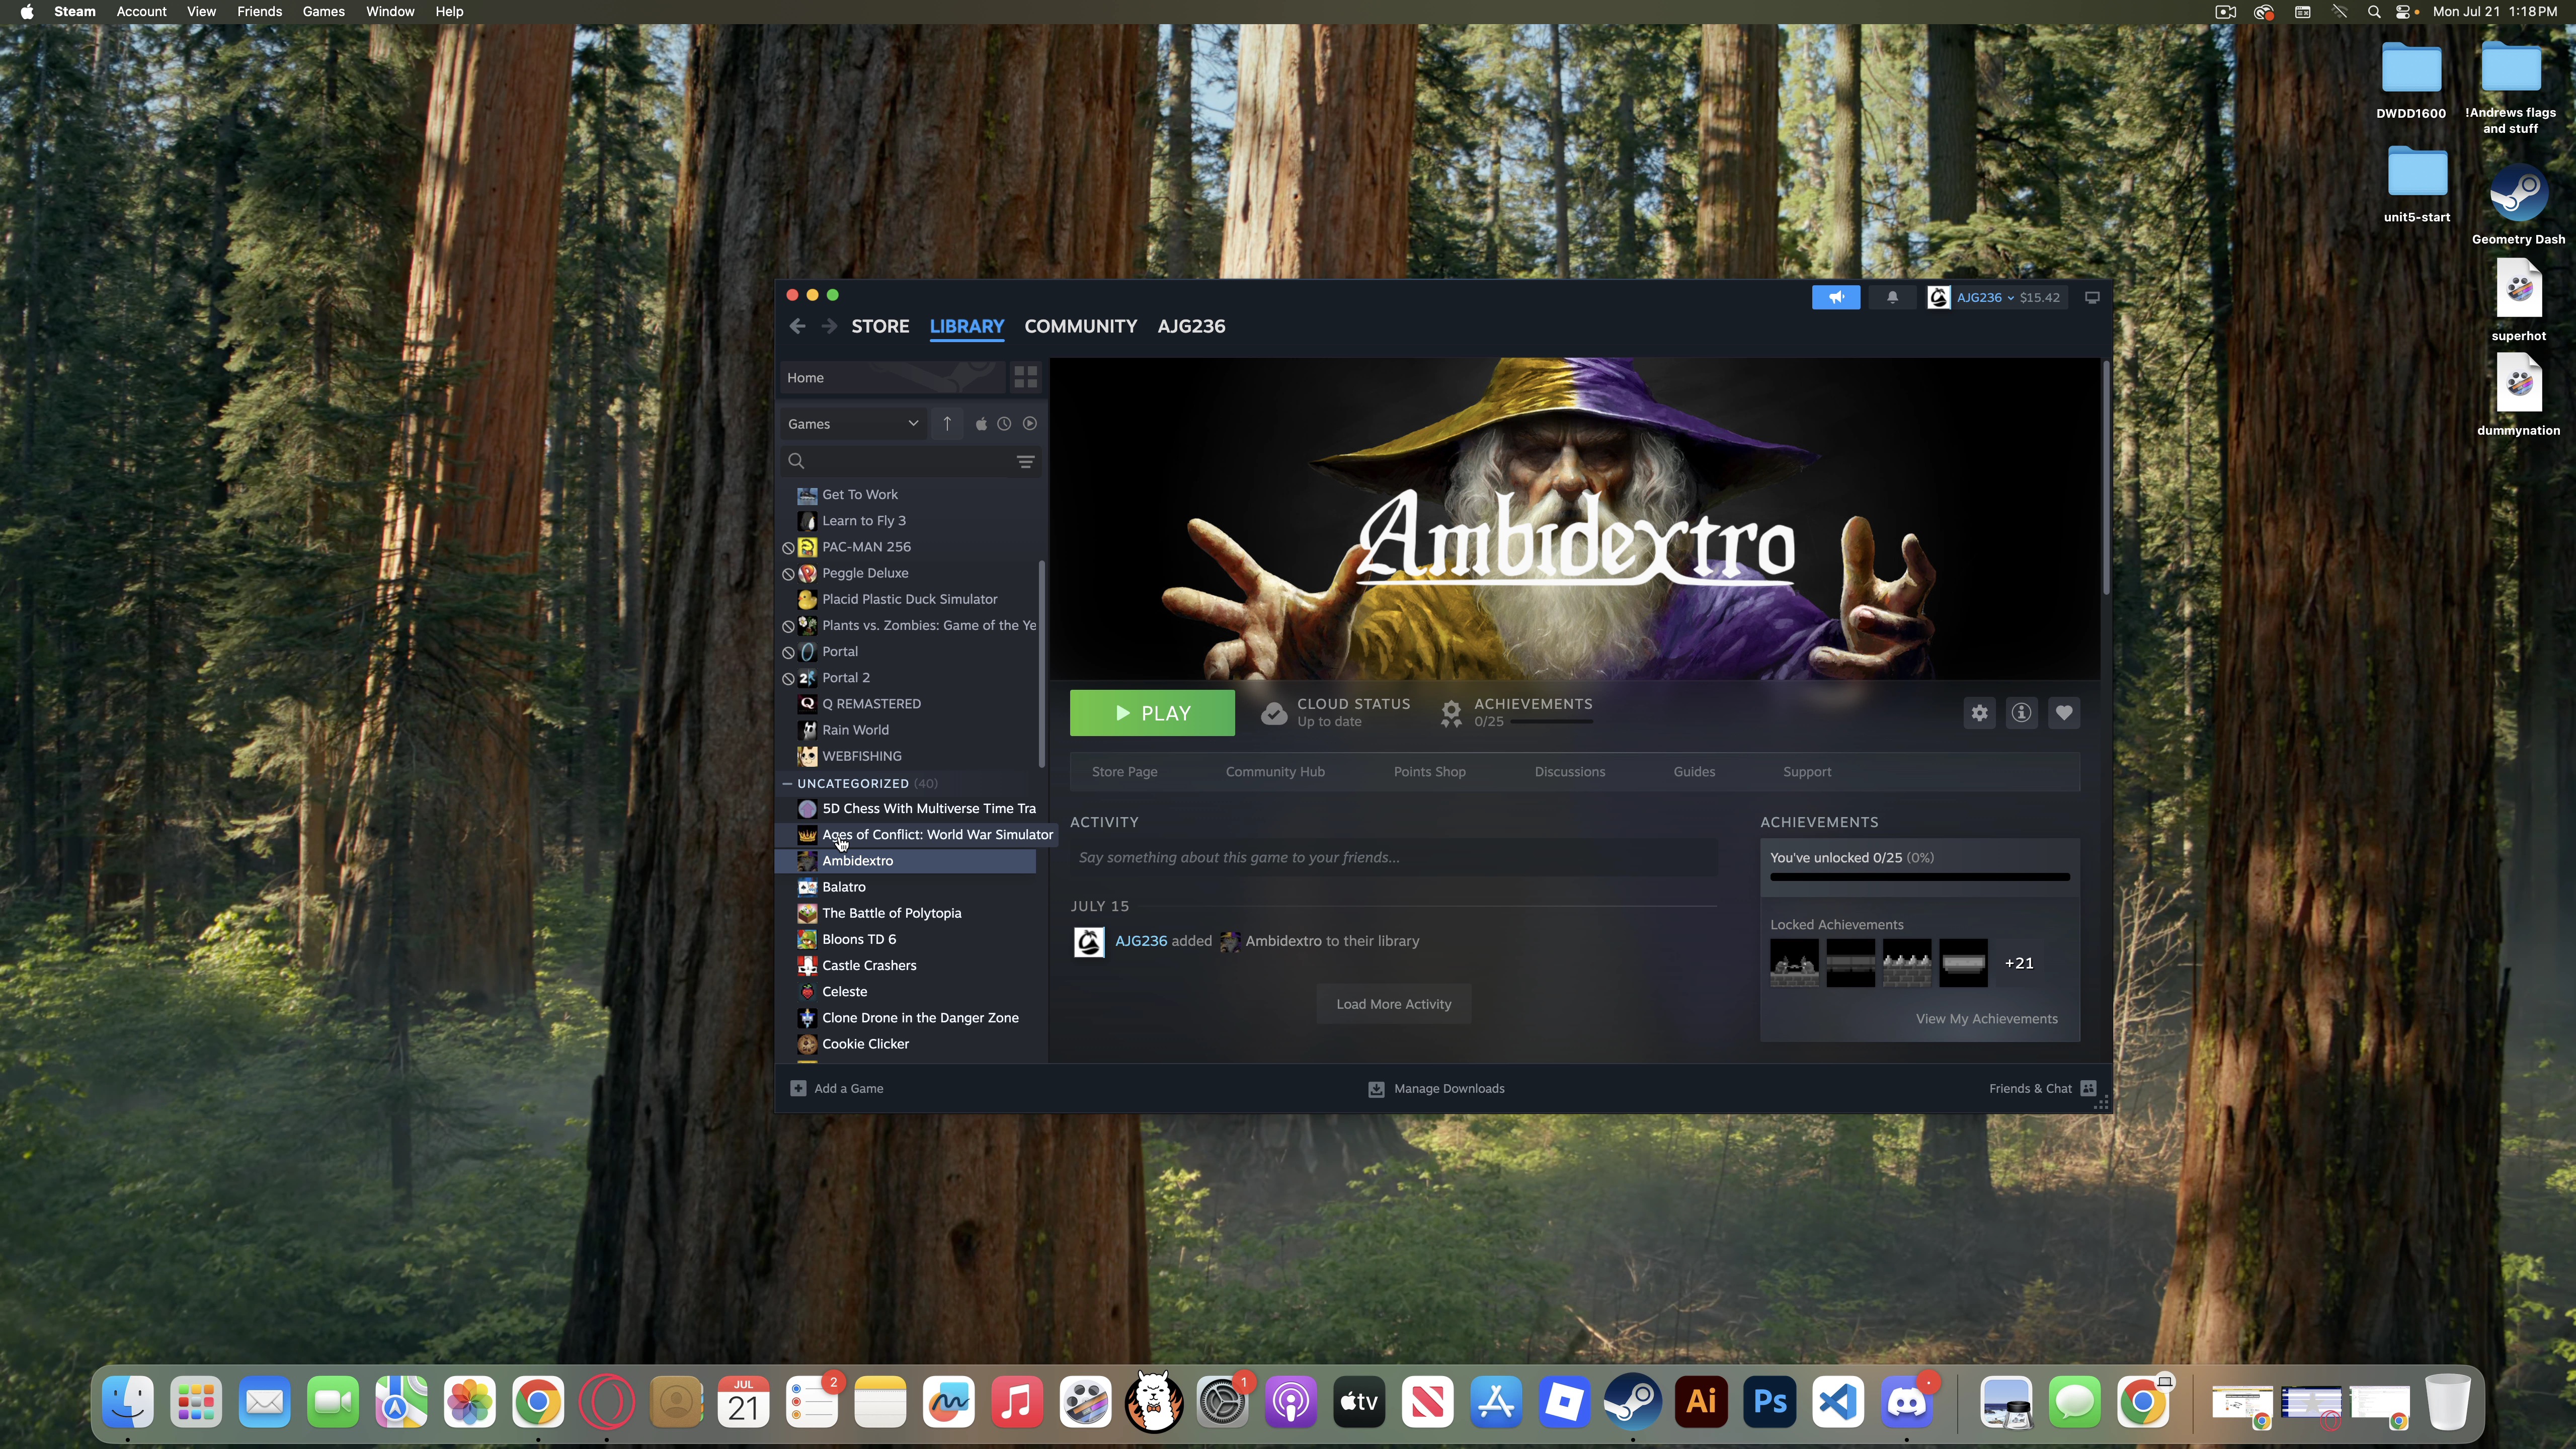 Steam Account View Friends Games Window Help
Mon Jul 21 1:18 PM
DWDD1600
!Andrews flags
and stuff
unit5-start
Geometry Dash
superhot
dummynation
AJG236 $15.42
STORE LIBRARY COMMUNITY AJG236
Home
Games
Get To Work
Learn to Fly 3
PAC-MAN 256
Peggle Deluxe
Placid Plastic Duck Simulator
Plants vs. Zombies: Game of the Ye
Portal
Portal 2
Q REMASTERED
Rain World
WEBFISHING
UNCATEGORIZED (40)
5D Chess With Multiverse Time Tra
Ages of Conflict: World War Simulator
Ambidextro
Balatro
The Battle of Polytopia
Bloons TD 6
Castle Crashers
Celeste
Clone Drone in the Danger Zone
Cookie Clicker
Ambidextro
PLAY
CLOUD STATUS
Up to date
ACHIEVEMENTS
0/25
Store Page Community Hub Points Shop Discussions Guides Support
ACTIVITY
Say something about this game to your friends...
JULY 15
AJG236 added Ambidextro to their library
Load More Activity
ACHIEVEMENTS
You've unlocked 0/25 (0%)
Locked Achievements
+21
View My Achievements
Add a Game
Manage Downloads
Friends & Chat
JUL
21
2
1
tv
Ai
Ps